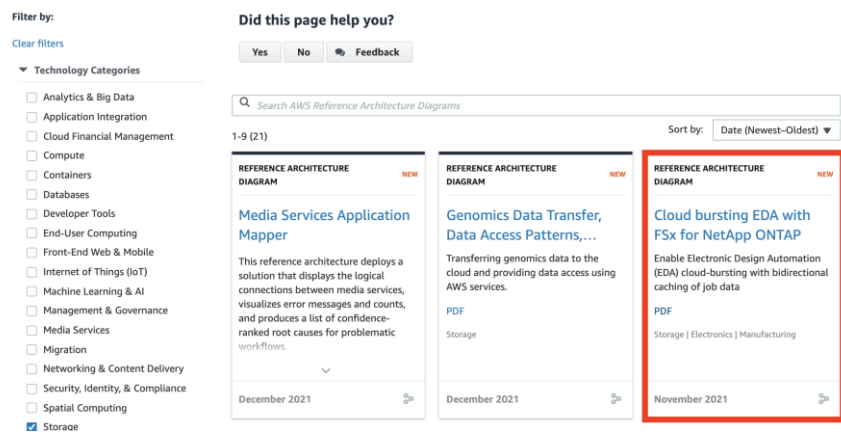 Filter by:
Clear filters
Technology Categories
Analytics & Big Data
Application Integration
Cloud Financial Management
Compute
Containers
Databases
Developer Tools
End-User Computing
Front-End Web & Mobile
Internet of Things (IoT)
Machine Learning & AI
Management & Governance
Media Services
Migration
Networking & Content Delivery
Security, Identity, & Compliance
Spatial Computing
Storage
Did this page help you?
Yes
No
Feedback
Search AWS Reference Architecture Diagrams
1-9 (21)
Sort by:
Date (Newest–Oldest)
REFERENCE ARCHITECTURE
DIAGRAM
NEW
Media Services Application
Mapper
This reference architecture deploys a
solution that displays the logical
connections between media services,
visualizes error messages and counts,
and produces a list of confidence-
ranked root causes for problematic
workflows.
December 2021
REFERENCE ARCHITECTURE
DIAGRAM
NEW
Genomics Data Transfer,
Data Access Patterns,...
Transferring genomics data to the
cloud and providing data access using
AWS services.
PDF
Storage
December 2021
REFERENCE ARCHITECTURE
DIAGRAM
NEW
Cloud bursting EDA with
FSx for NetApp ONTAP
Enable Electronic Design Automation
(EDA) cloud-bursting with bidirectional
caching of job data
PDF
Storage | Electronics | Manufacturing
November 2021